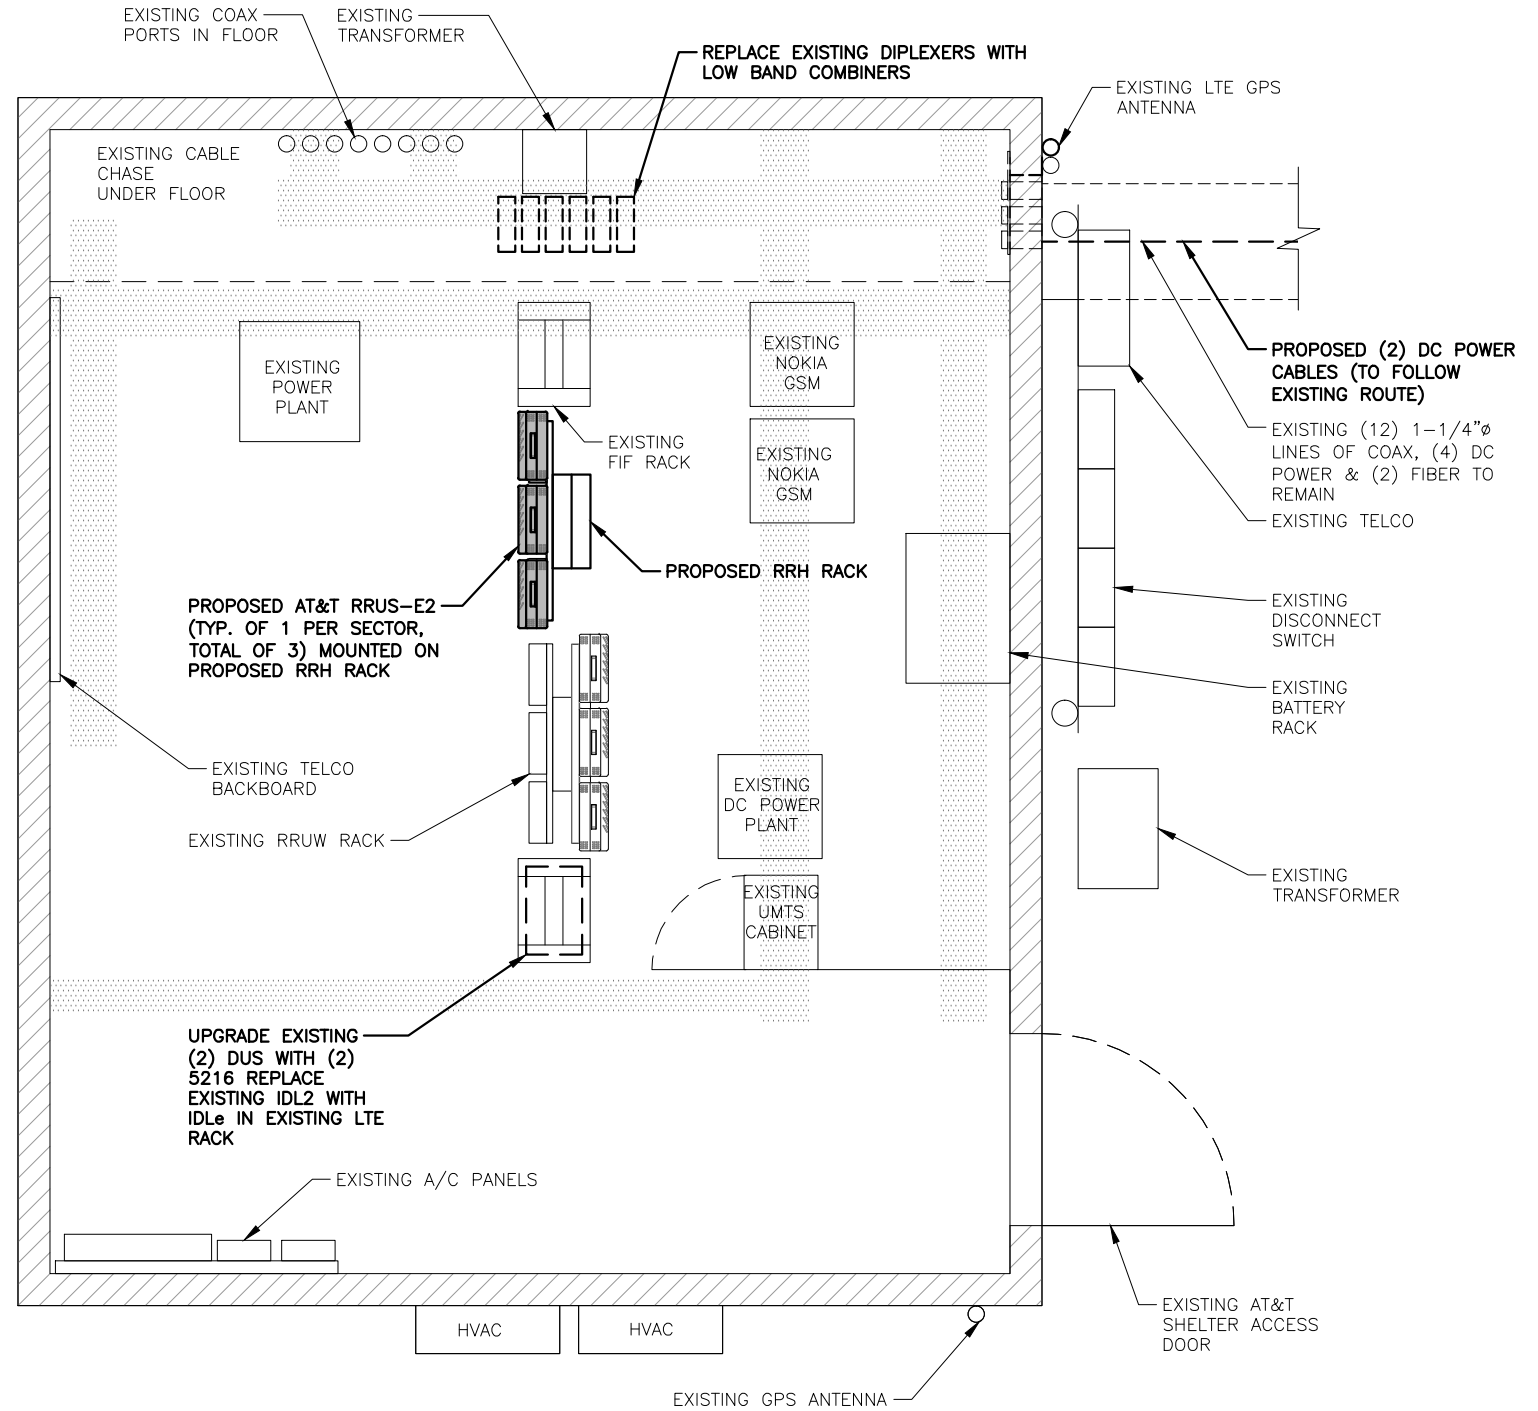 EXISTING COAX
PORTS IN FLOOR
EXISTING
TRANSFORMER
REPLACE EXISTING DIPLEXERS WITH
LOW BAND COMBINERS
EXISTING LTE GPS
ANTENNA
EXISTING CABLE
CHASE
UNDER FLOOR
EXISTING
POWER
PLANT
EXISTING
NOKIA
GSM
PROPOSED (2) DC POWER
CABLES (TO FOLLOW
EXISTING ROUTE)
EXISTING
FIF RACK
EXISTING
NOKIA
GSM
EXISTING (12) 1-1/4"ø
LINES OF COAX, (4) DC
POWER & (2) FIBER TO
REMAIN
EXISTING TELCO
PROPOSED RRH RACK
PROPOSED AT&T RRUS-E2
(TYP. OF 1 PER SECTOR,
TOTAL OF 3) MOUNTED ON
PROPOSED RRH RACK
EXISTING
DISCONNECT
SWITCH
EXISTING
BATTERY
RACK
EXISTING TELCO
BACKBOARD
EXISTING
DC POWER
PLANT
EXISTING RRUW RACK
EXISTING
UMTS
CABINET
EXISTING
TRANSFORMER
UPGRADE EXISTING
(2) DUS WITH (2)
5216 REPLACE
EXISTING IDL2 WITH
IDLe IN EXISTING LTE
RACK
EXISTING A/C PANELS
HVAC
HVAC
EXISTING AT&T
SHELTER ACCESS
DOOR
EXISTING GPS ANTENNA